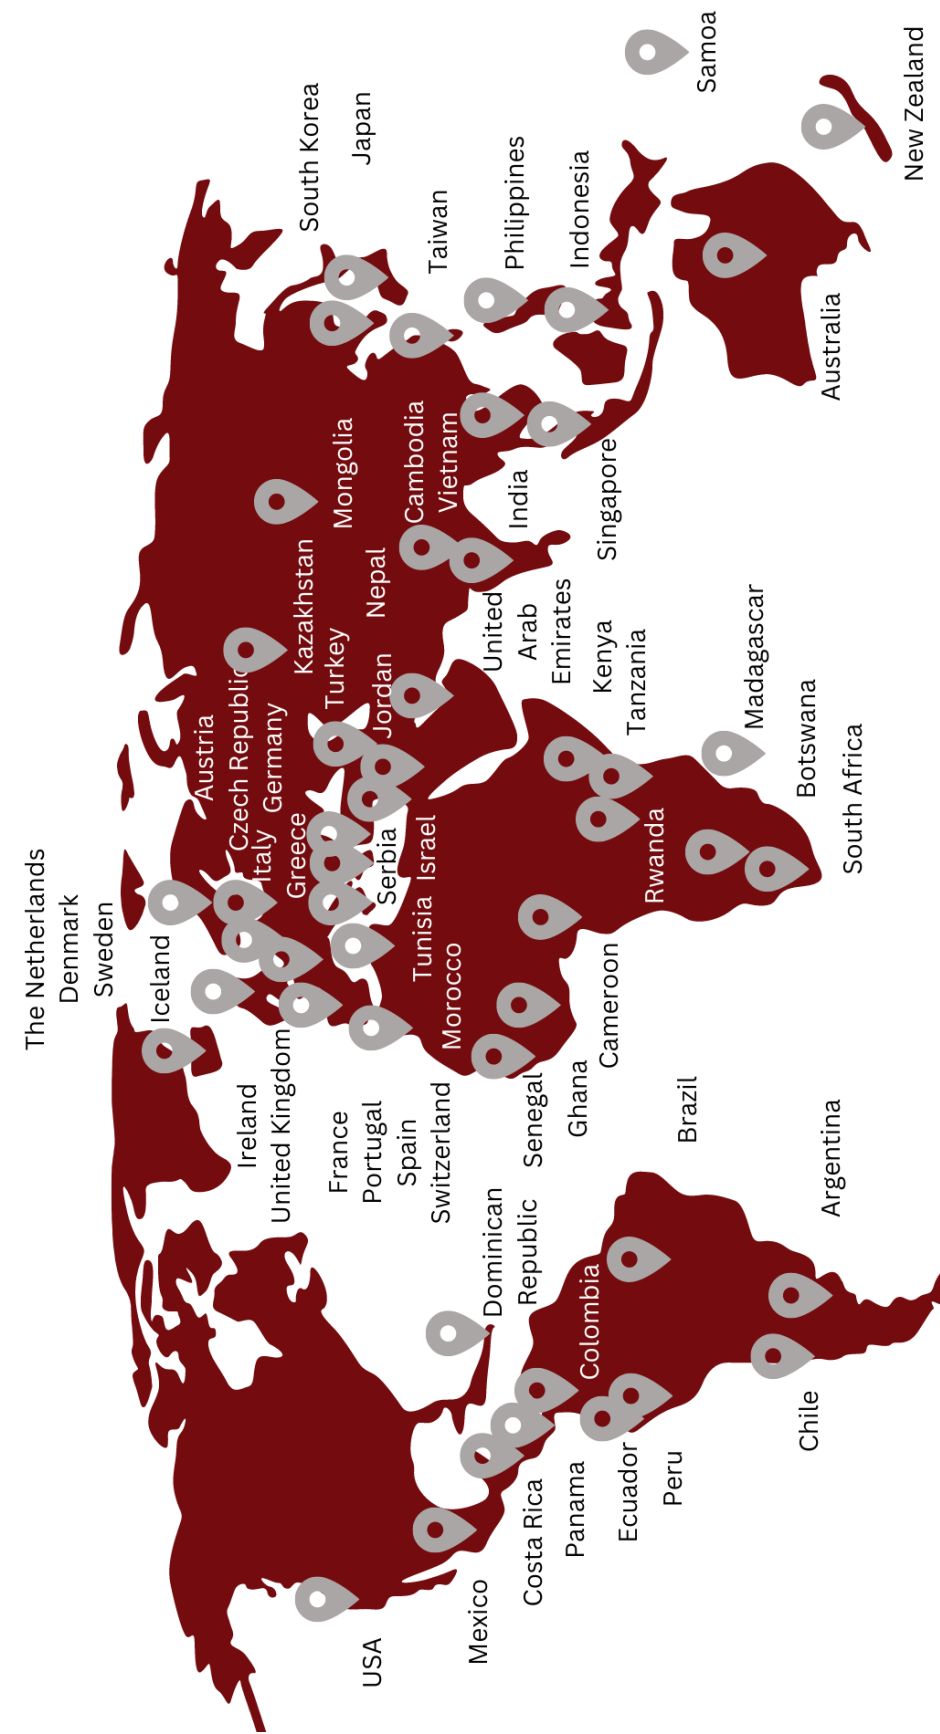 The Netherlands
Denmark
Sweden
Iceland
Ireland
United Kingdom
France
Portugal
Spain
Switzerland
Austria
Czech Republic
Italy
Germany
Greece
Serbia
Turkey
Kazakhstan
Mongolia
South Korea
Japan
Taiwan
Nepal
Jordan
Israel
Tunisia
Morocco
Cambodia
Vietnam
India
Philippines
Indonesia
Singapore
United
Arab
Emirates
Kenya
Tanzania
Rwanda
Senegal
Ghana
Cameroon
Madagascar
Botswana
South Africa
Samoa
New Zealand
Australia
USA
Mexico
Dominican
Republic
Costa Rica
Panama
Colombia
Ecuador
Peru
Brazil
Chile
Argentina